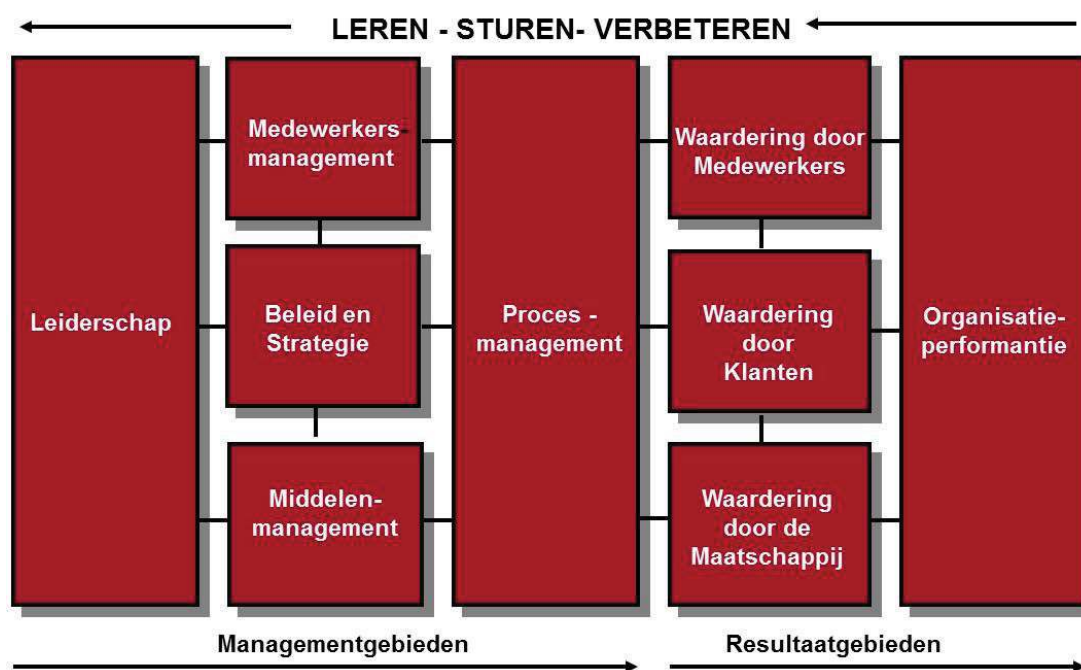 LEREN - STUREN- VERBETEREN
Medewerkers-
management
Waardering door
Medewerkers
Leiderschap
Beleid en
Strategie
Proces -
management
Waardering
door
Klanten
Organisatie-
performantie
Middelen-
management
Waardering
door de
Maatschappij
Managementgebieden
Resultaatgebieden